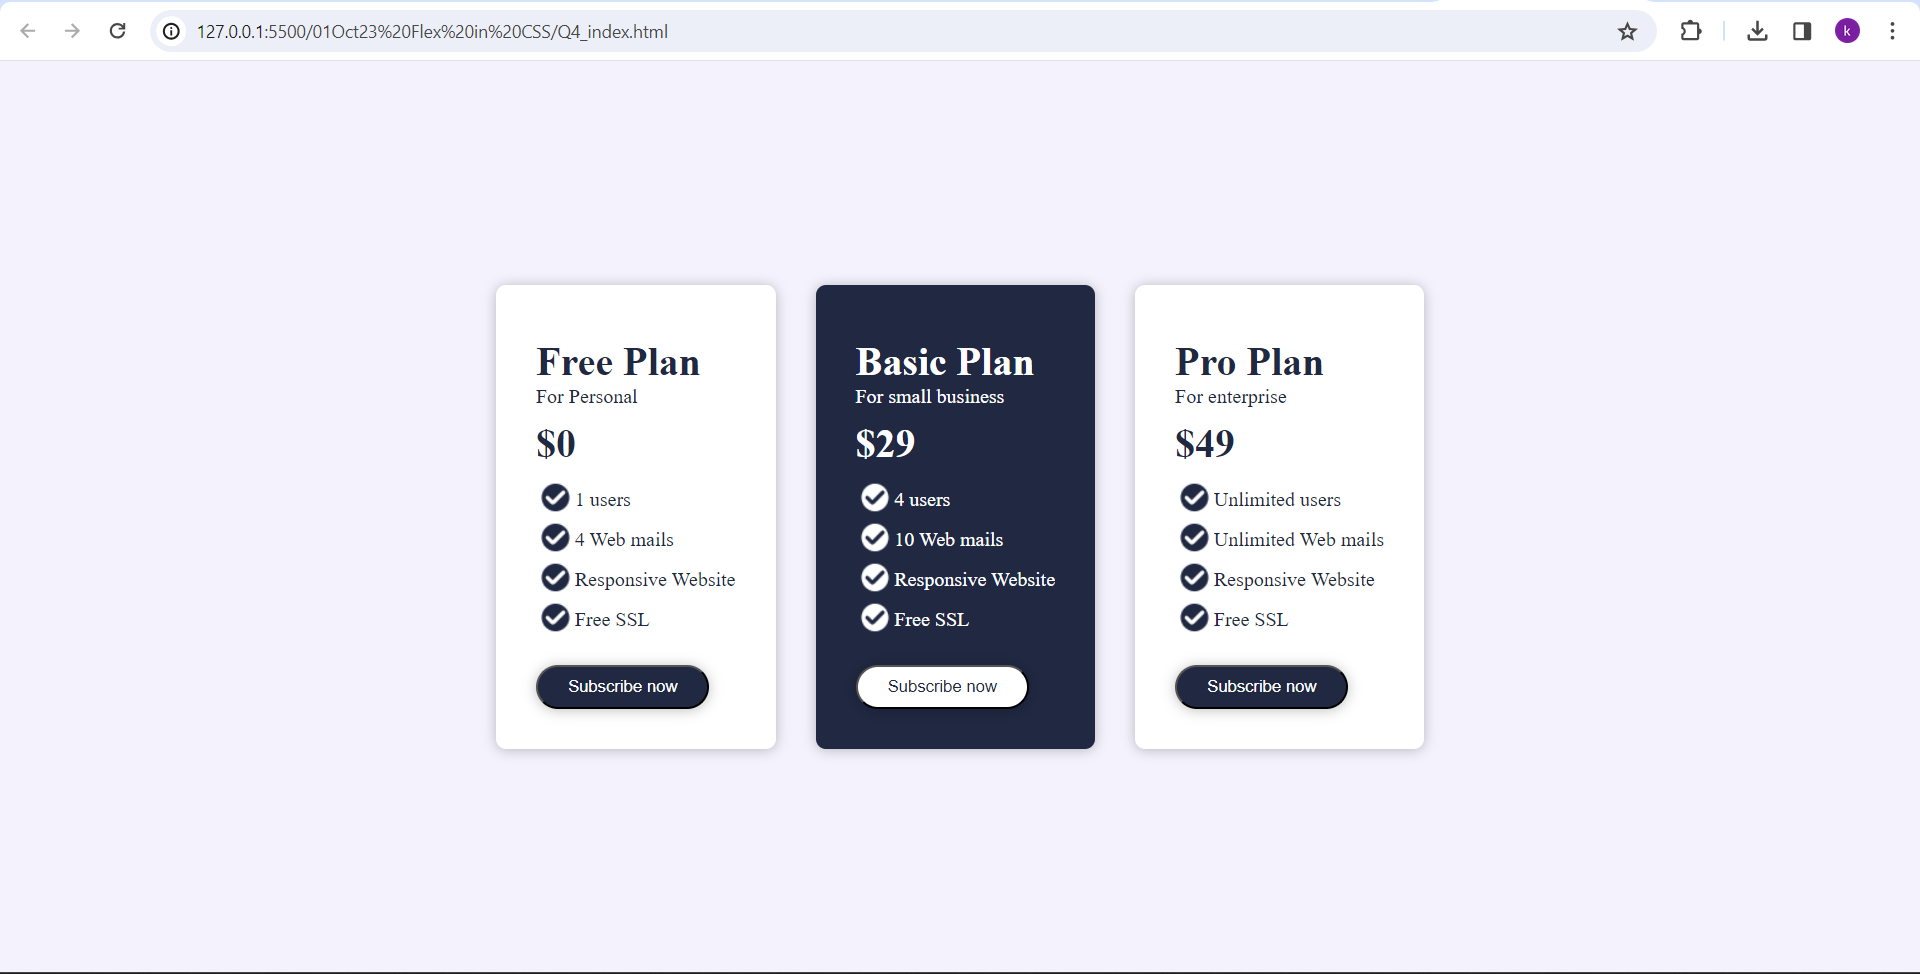 127.0.0.1:5500/01Oct23%20Flex%20in%20CSS/Q4_index.html
k
Free Plan
For Personal
$0
1 users
4 Web mails
Responsive Website
Free SSL
Subscribe now
Basic Plan
For small business
$29
4 users
10 Web mails
Responsive Website
Free SSL
Subscribe now
Pro Plan
For enterprise
$49
Unlimited users
Unlimited Web mails
Responsive Website
Free SSL
Subscribe now